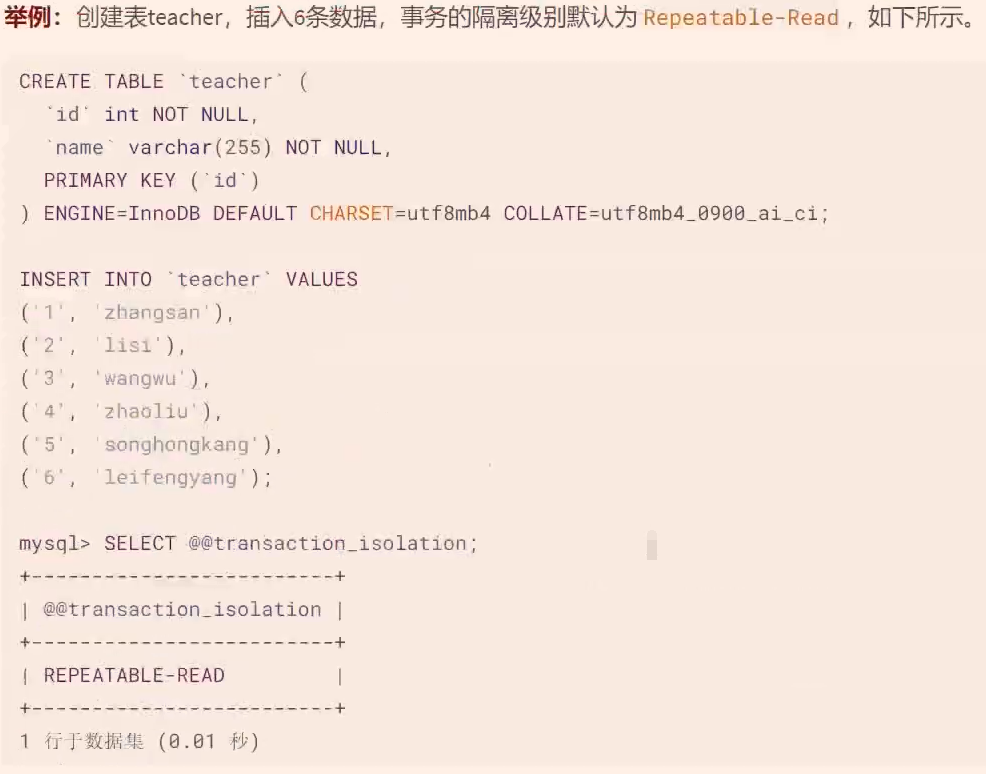 举例：创建表teacher，插入6条数据，事务的隔离级别默认为 Repeatable-Read ，如下所示。
CREATE TABLE `teacher` (
  `id` int NOT NULL,
  `name` varchar(255) NOT NULL,
  PRIMARY KEY (`id`)
) ENGINE=InnoDB DEFAULT CHARSET=utf8mb4 COLLATE=utf8mb4_0900_ai_ci;
INSERT INTO `teacher` VALUES
('1', 'zhangsan'),
('2', 'lisi'),
('3', 'wangwu'),
('4', 'zhaoliu'),
('5', 'songhongkang'),
('6', 'leifengyang');
mysql> SELECT @@transaction_isolation;
+-------------------------+
| @@transaction_isolation |
+-------------------------+
| REPEATABLE-READ         |
+-------------------------+
1 行于数据集 (0.01 秒)